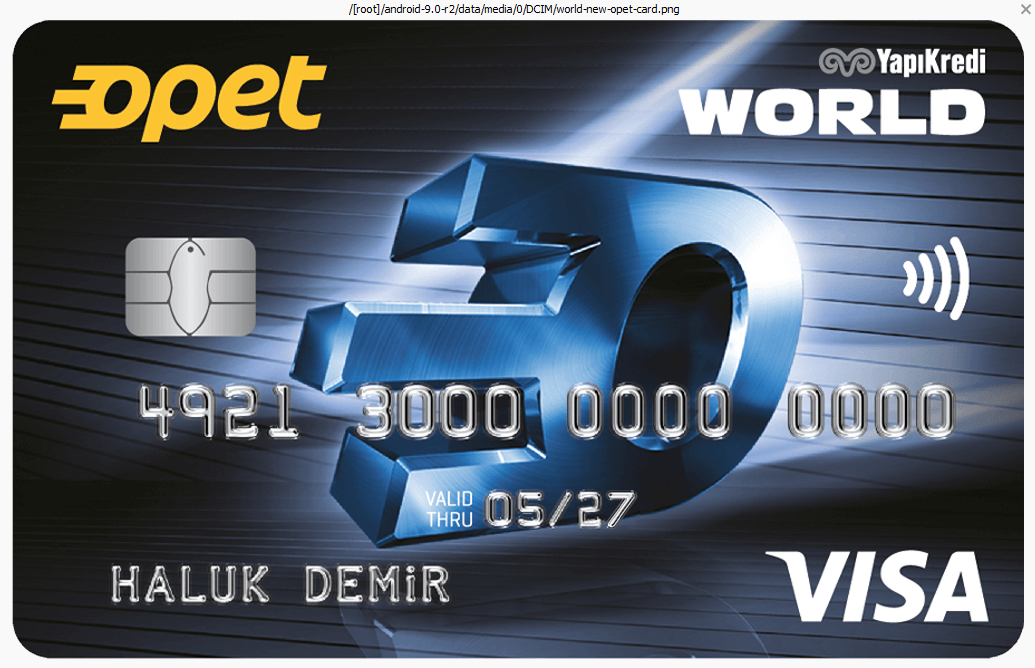 /[root]/android-9.0-r2/data/media/0/DCIM/world-new-opet-card.png
opet
YapıKredi
WORLD
4921 3000 0000 0000
VALID THRU 05/27
HALUK DEMiR
VISA